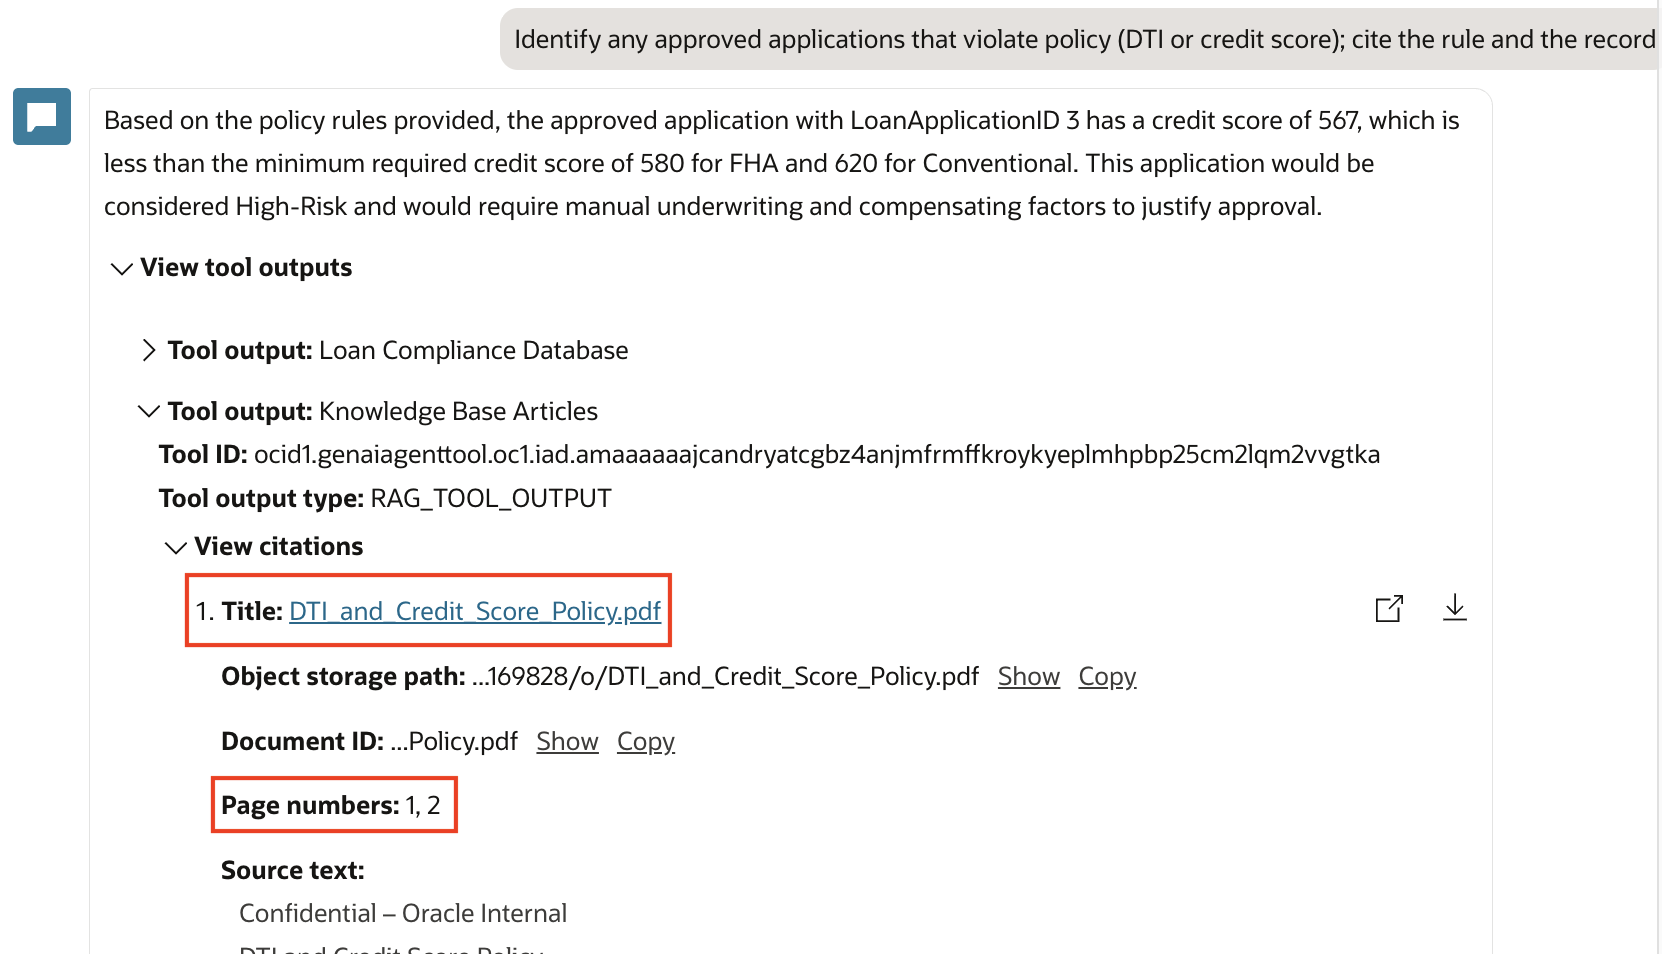 Identify any approved applications that violate policy (DTI or credit score); cite the rule and the record
Based on the policy rules provided, the approved application with LoanApplicationID 3 has a credit score of 567, which is
less than the minimum required credit score of 580 for FHA and 620 for Conventional. This application would be
considered High-Risk and would require manual underwriting and compensating factors to justify approval.
View tool outputs
Tool output: Loan Compliance Database
Tool output: Knowledge Base Articles
Tool ID: ocid1.genaiagenttool.oc1.iad.amaaaaaajcandryatcgbz4anjmfrmffkroykyeplmhpbp25cm2lqm2vvgtka
Tool output type: RAG_TOOL_OUTPUT
View citations
1. Title: DTI_and_Credit_Score_Policy.pdf
Object storage path: ...169828/o/DTI_and_Credit_Score_Policy.pdf Show Copy
Document ID: ...Policy.pdf Show Copy
Page numbers: 1, 2
Source text:
Confidential – Oracle Internal
DTI and Credit Score Policy